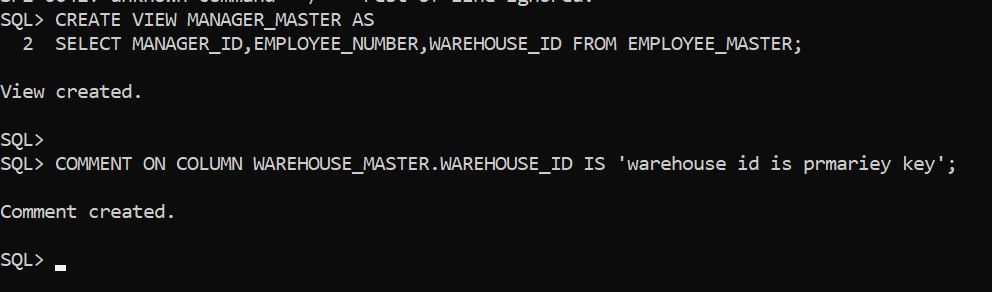 SQL> CREATE VIEW MANAGER_MASTER AS
2 SELECT MANAGER_ID,EMPLOYEE_NUMBER,WAREHOUSE_ID FROM EMPLOYEE_MASTER;
View created.
SQL>
SQL> COMMENT ON COLUMN WAREHOUSE_MASTER.WAREHOUSE_ID IS 'warehouse id is prmariey key';
Comment created.
SQL>